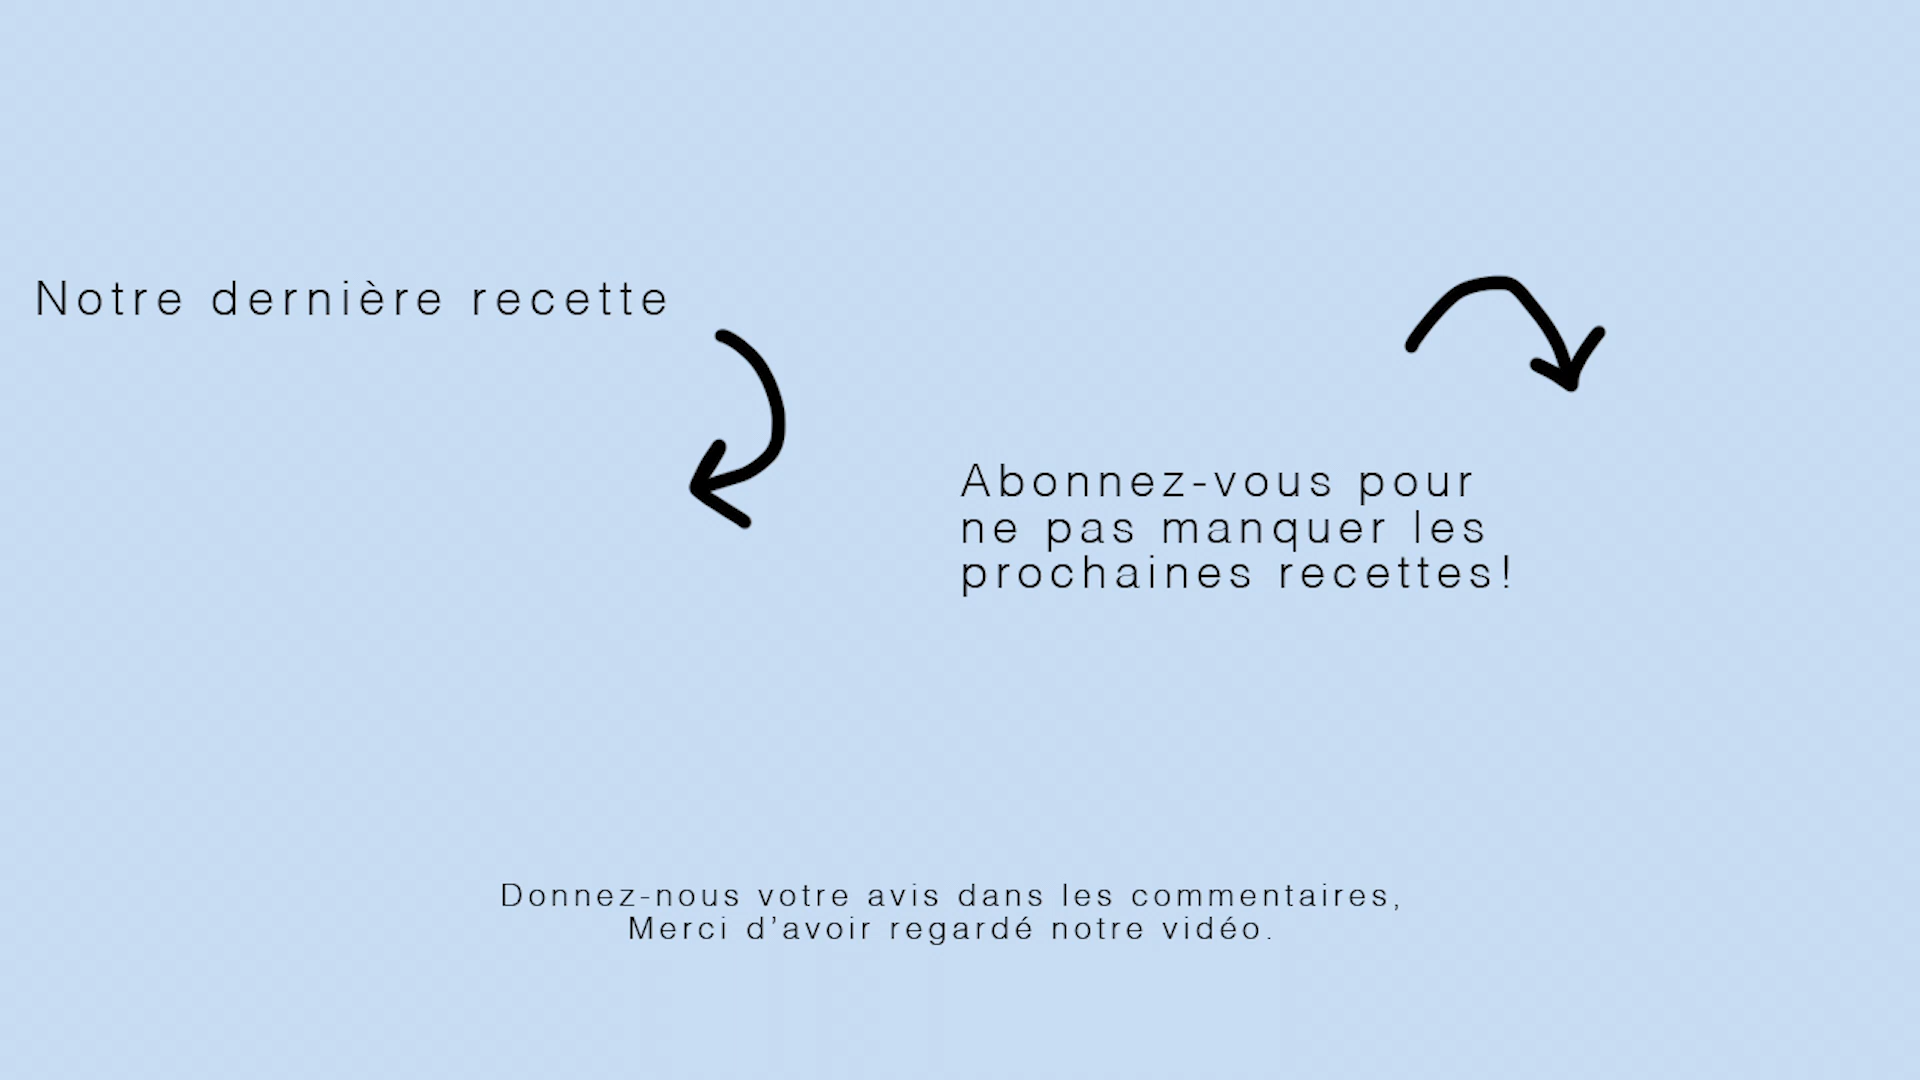 Notre dernière recette
Abonnez-vous pour
ne pas manquer les
prochaines recettes!
Donnez-nous votre avis dans les commentaires,
Merci d’avoir regardé notre vidéo.